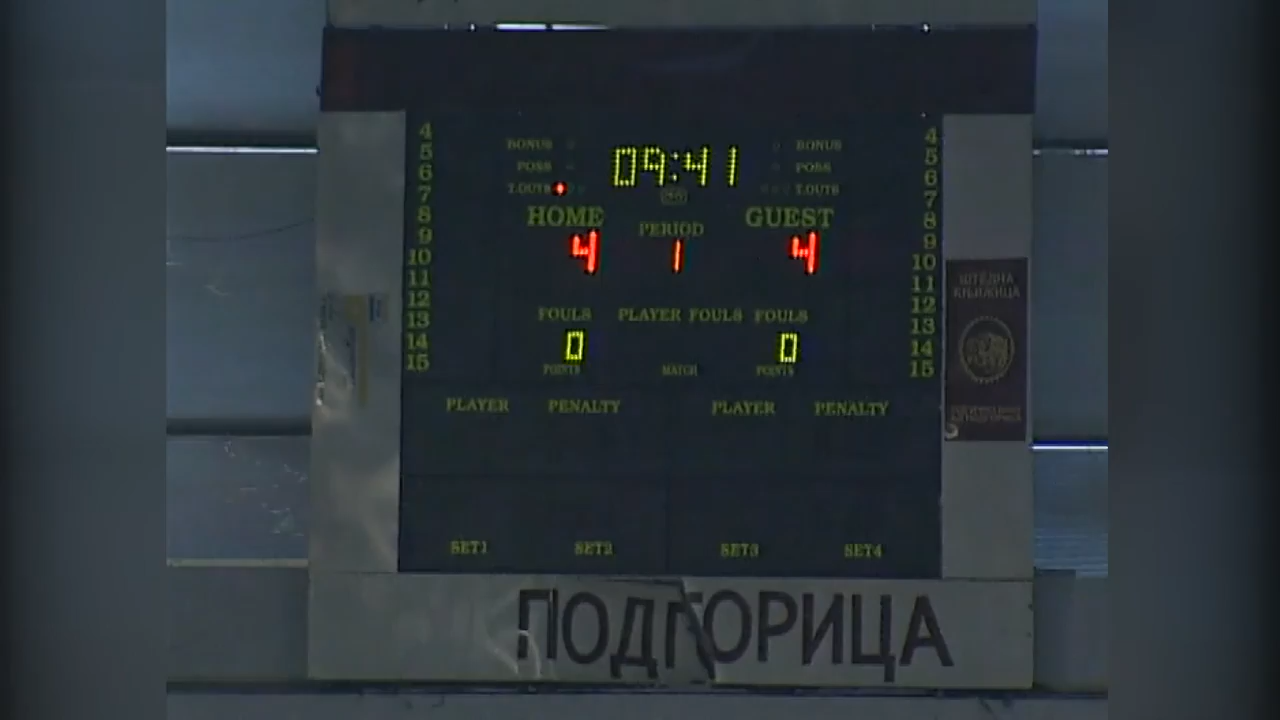 4 4
5 BONUS 09:41 BONUS 5
6 POSS POSS 6
7 T.OUTS T.OUTS 7
8 HOME PERIOD GUEST 8
9 4 1 4 9
10 10
11 11
12 12
13 FOULS PLAYER FOULS FOULS 13
14 0 0 14
15 POINTS MATCH POINTS 15
PLAYER PENALTY PLAYER PENALTY
SET1 SET2 SET3 SET4
ШТЕДНА
КЊИЖИЦА
ПОДГОРИЦА